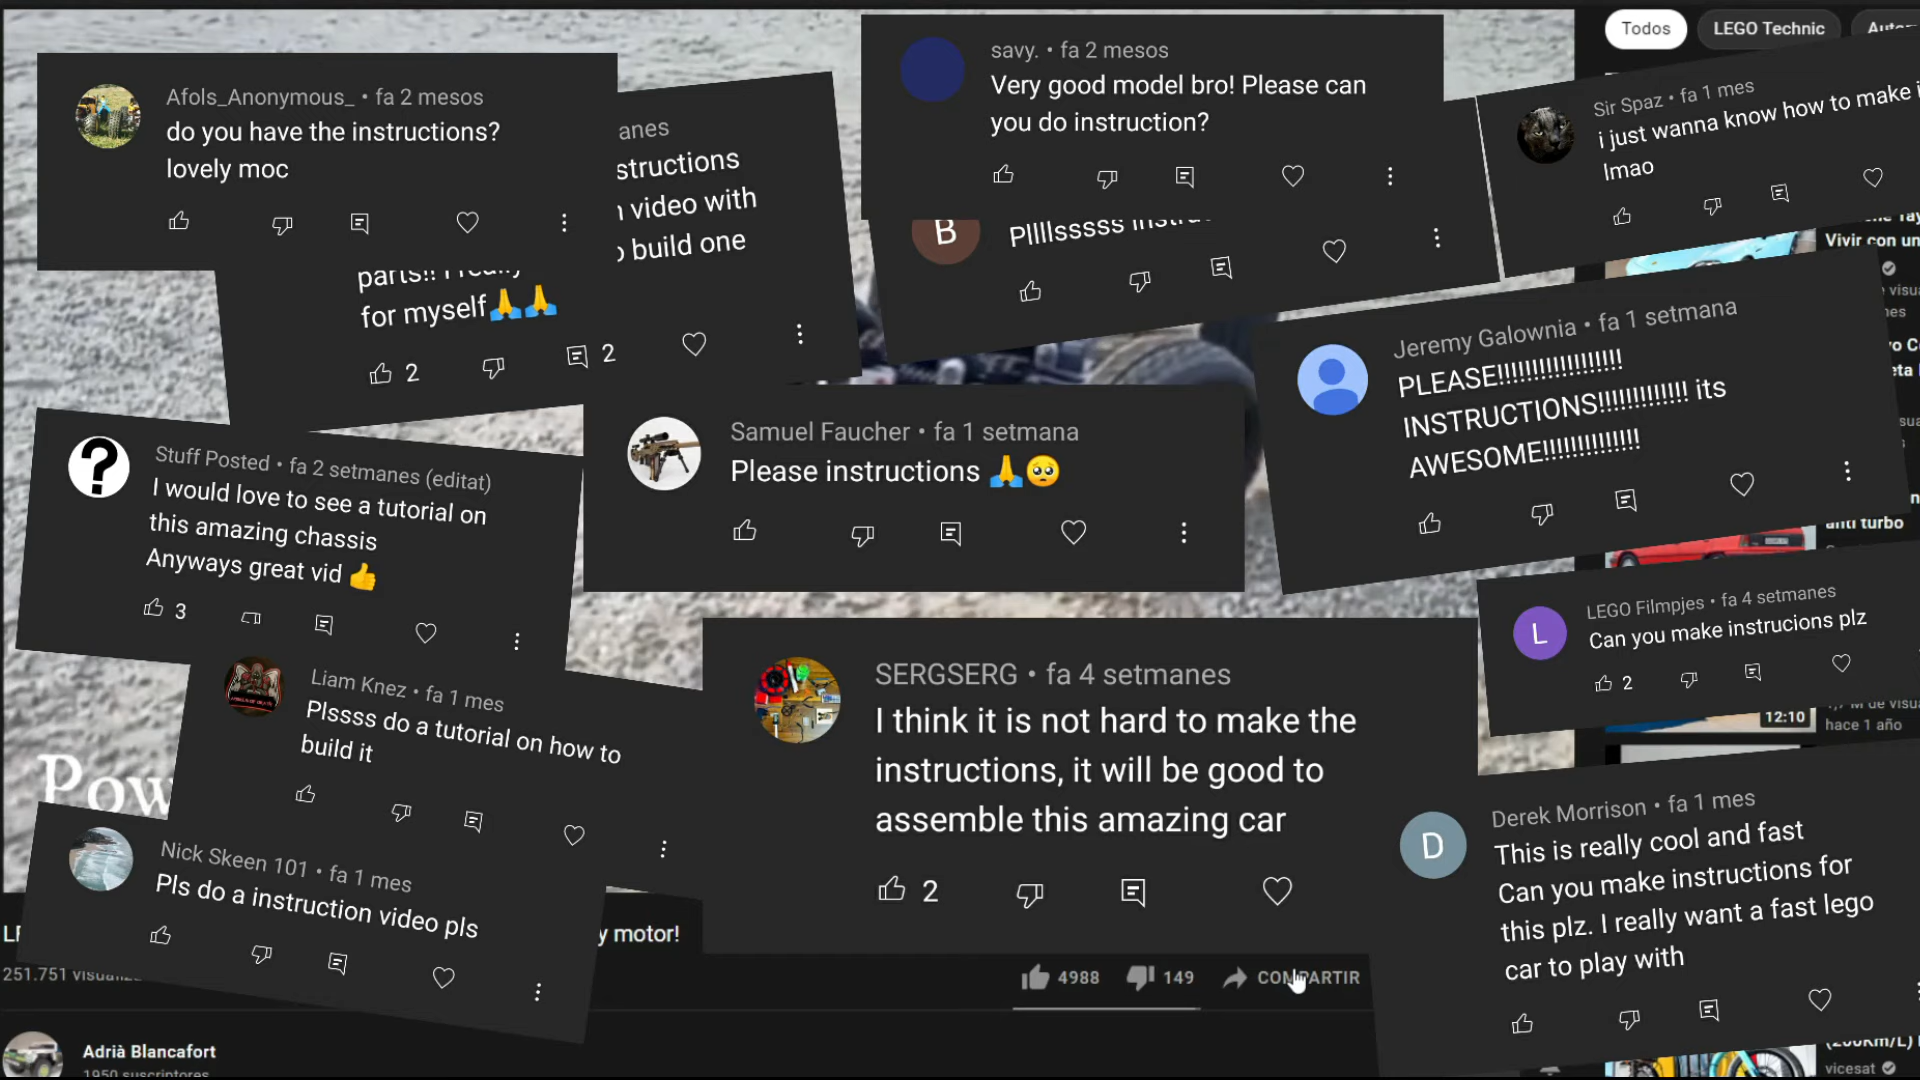 Todos
LEGO Technic
Afols_Anonymous_ • fa 2 mesos
do you have the instructions?
lovely moc
anes
structions
video with
build one
parts!!
for myself🙏🙏
2
2
savy. • fa 2 mesos
Very good model bro! Please can
you do instruction?
B
Pllllsssss
Sir Spaz • fa 1 mes
i just wanna know how to make
lmao
Vivir con un
Jeremy Galownia • fa 1 setmana
PLEASE!!!!!!!!!!!!!!!!!!
INSTRUCTIONS!!!!!!!!!!!!! its
AWESOME!!!!!!!!!!!!!!
anti turbo
Stuff Posted • fa 2 setmanes (editat)
I would love to see a tutorial on
this amazing chassis
Anyways great vid 👍
3
Samuel Faucher • fa 1 setmana
Please instructions 🙏🥺
L
LEGO Filmpjes • fa 4 setmanes
Can you make instrucions plz
2
12:10
hace 1 año
Liam Knez • fa 1 mes
Plssss do a tutorial on how to
build it
SERGSERG • fa 4 setmanes
I think it is not hard to make the
instructions, it will be good to
assemble this amazing car
2
D
Derek Morrison • fa 1 mes
This is really cool and fast
Can you make instructions for
this plz. I really want a fast lego
car to play with
Pow
Nick Skeen 101 • fa 1 mes
Pls do a instruction video pls
y motor!
251.751
4988
149
COMPARTIR
Adrià Blancafort
1950 suscriptores
(200Km/L)
vicesat